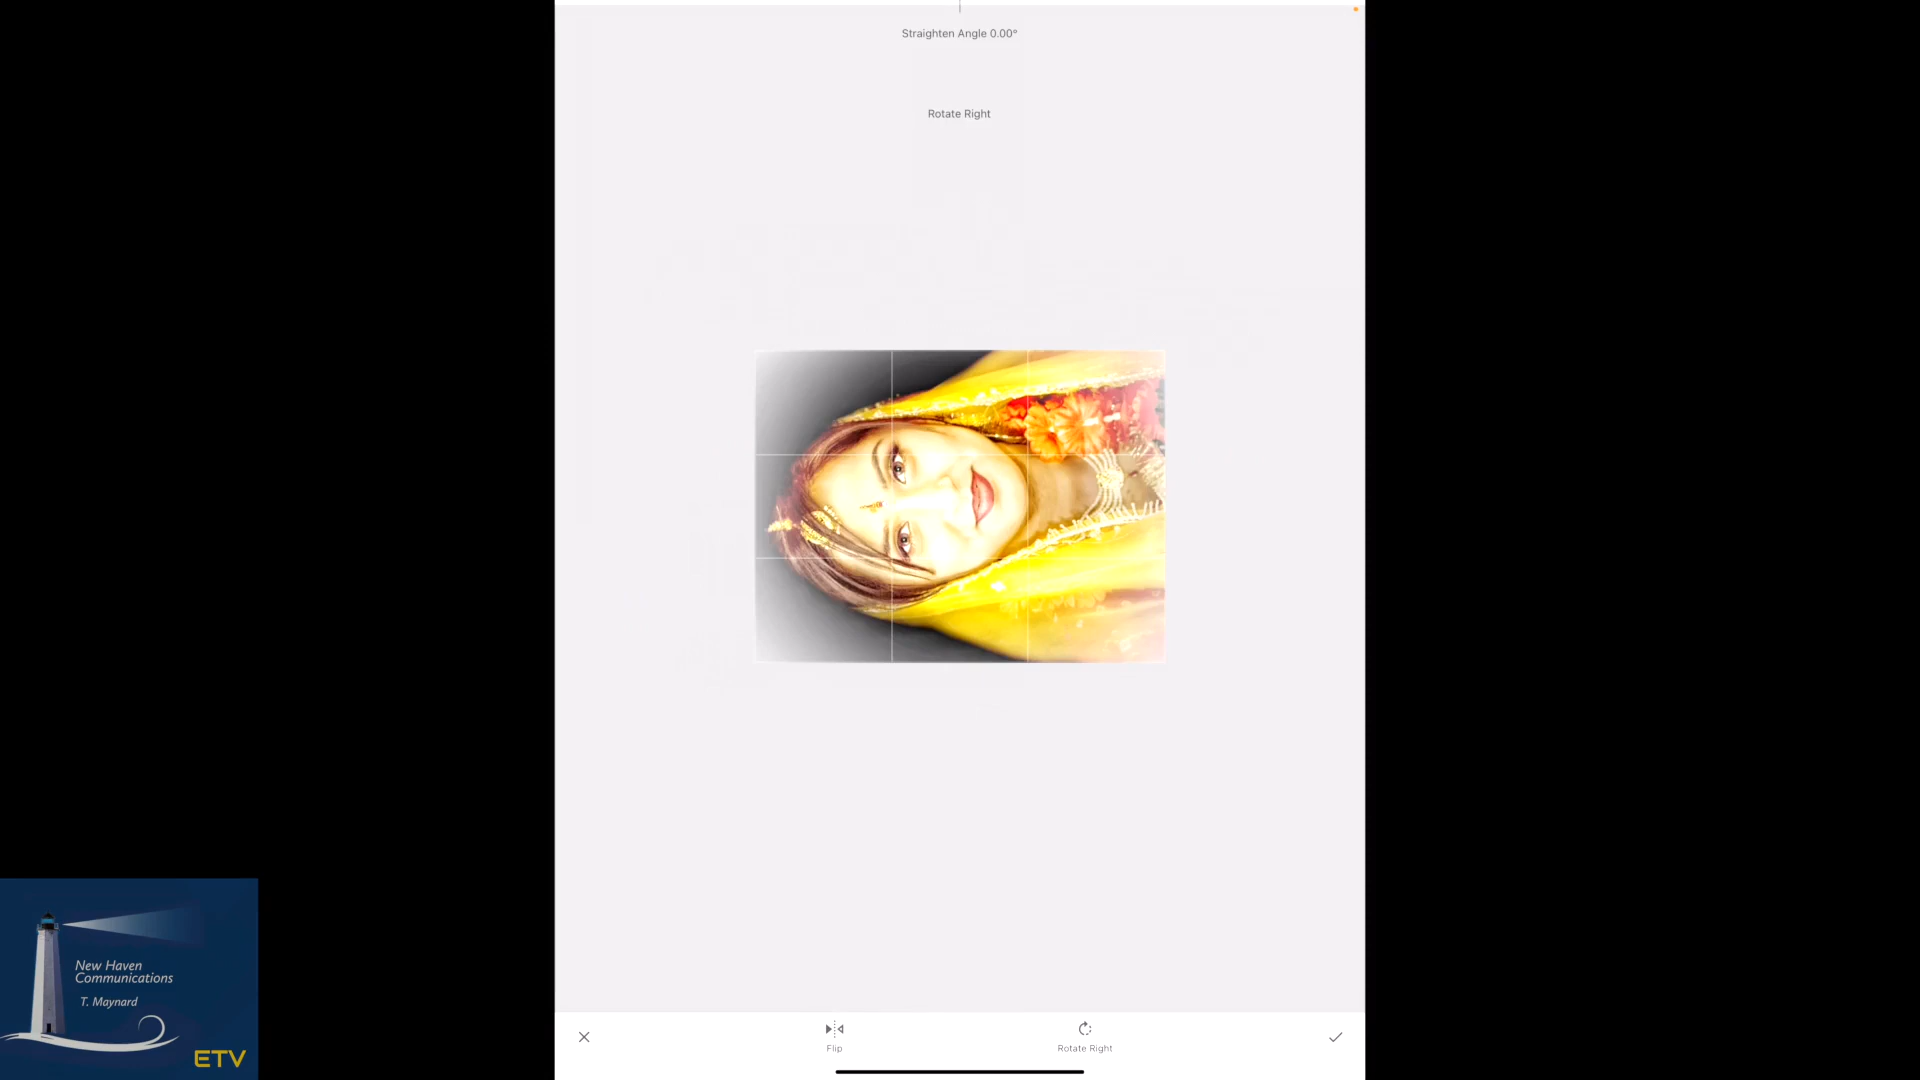 Straighten Angle 0.00°
Rotate Right
Flip
Rotate Right
New Haven
Communications
T. Maynard
ETV